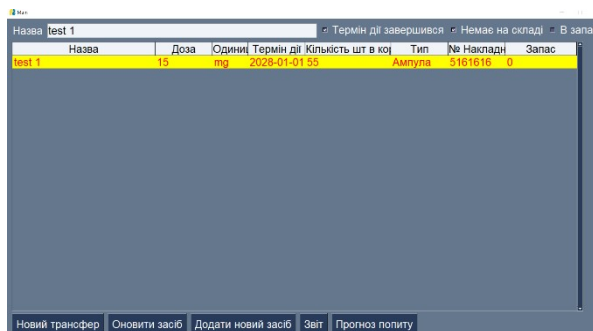 Man
Назва test 1 Термін дії завершився Немає на складі В запа
Назва Доза Одиниц Термін дії Кількість шт в кор Тип № Накладн Запас
test 1 15 mg 2028-01-01 55 Ампула 5161616 0
Новий трансфер Оновити засіб Додати новий засіб Звіт Прогноз попиту